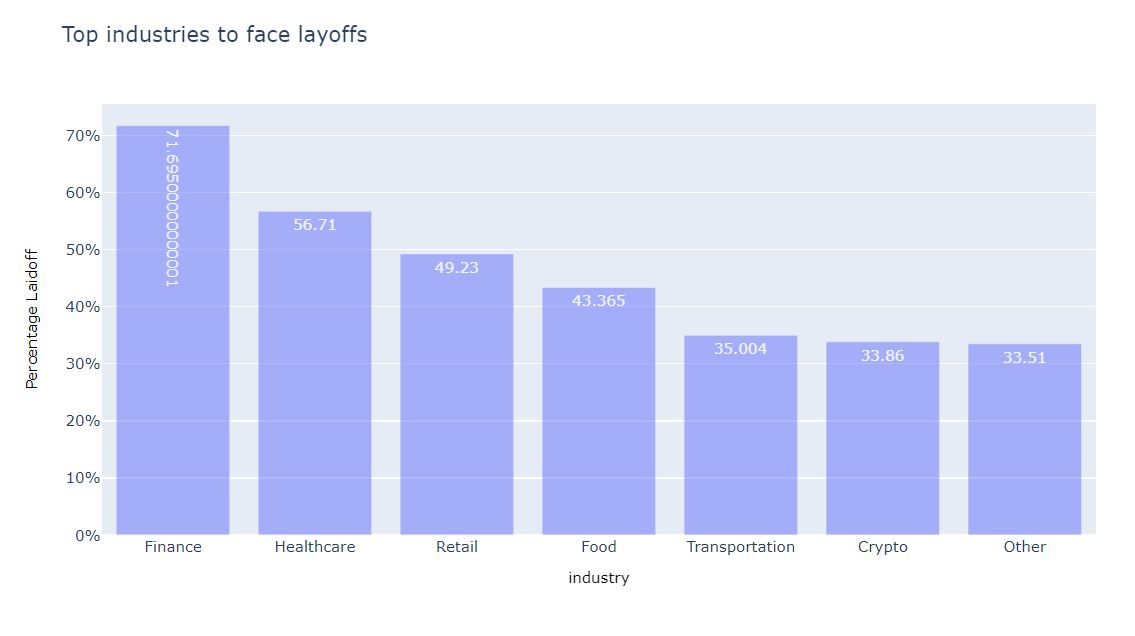 Top industries to face layoffs
70%
60%
50%
40%
30%
20%
10%
0%
Percentage Laidoff
71.69500000000001
56.71
49.23
43.365
35.004
33.86
33.51
Finance
Healthcare
Retail
Food
Transportation
Crypto
Other
industry